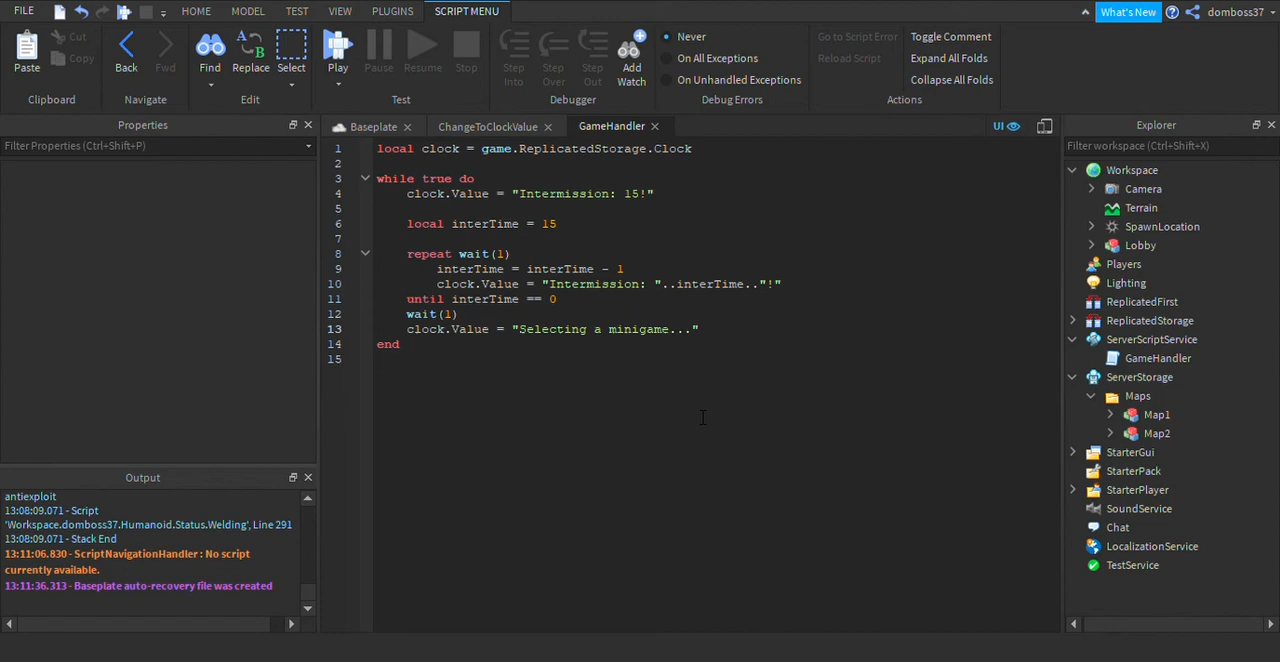 FILE HOME MODEL TEST VIEW PLUGINS SCRIPT MENU What's New domboss37
Paste Cut Copy Back Fwd Find Replace Select Play Pause Resume Stop Step Into Step Over Step Out Add Watch Never On All Exceptions On Unhandled Exceptions Go to Script Error Reload Script Toggle Comment Expand All Folds Collapse All Folds
Clipboard Navigate Edit Test Debugger Debug Errors Actions
Properties
Filter Properties (Ctrl+Shift+P)
Output
antiexploit
13:08:09.071 - Script
'Workspace.domboss37.Humanoid.Status.Welding', Line 291
13:08:09.071 - Stack End
13:11:06.830 - ScriptNavigationHandler : No script
currently available.
13:11:36.313 - Baseplate auto-recovery file was created
Baseplate ChangeToClockValue GameHandler UI
1 local clock = game.ReplicatedStorage.Clock
2
3 while true do
4 clock.Value = "Intermission: 15!"
5
6 local interTime = 15
7
8 repeat wait(1)
9 interTime = interTime - 1
10 clock.Value = "Intermission: "..interTime.."!"
11 until interTime == 0
12 wait(1)
13 clock.Value = "Selecting a minigame..."
14 end
15
Explorer
Filter workspace (Ctrl+Shift+X)
Workspace
Camera
Terrain
SpawnLocation
Lobby
Players
Lighting
ReplicatedFirst
ReplicatedStorage
ServerScriptService
GameHandler
ServerStorage
Maps
Map1
Map2
StarterGui
StarterPack
StarterPlayer
SoundService
Chat
LocalizationService
TestService